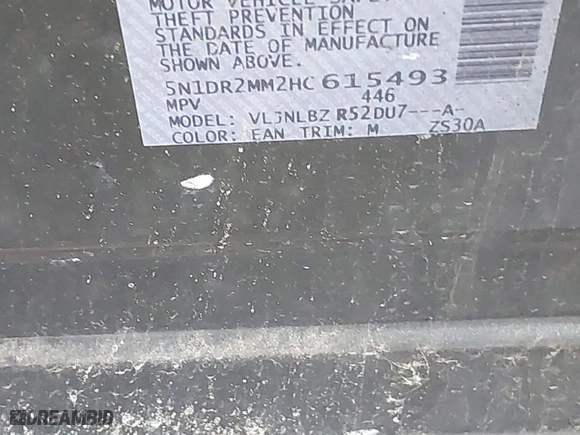 MOTOR VEHICLE
THEFT PREVENTION
STANDARDS IN EFFECT ON
THE DATE OF MANUFACTURE
SHOWN ABOVE.
5N1DR2MM2HC615493
MPV 446
MODEL: VLJNLBZ R52DU7---A-
COLOR: EAN TRIM: M ZS30A
DREAMBID